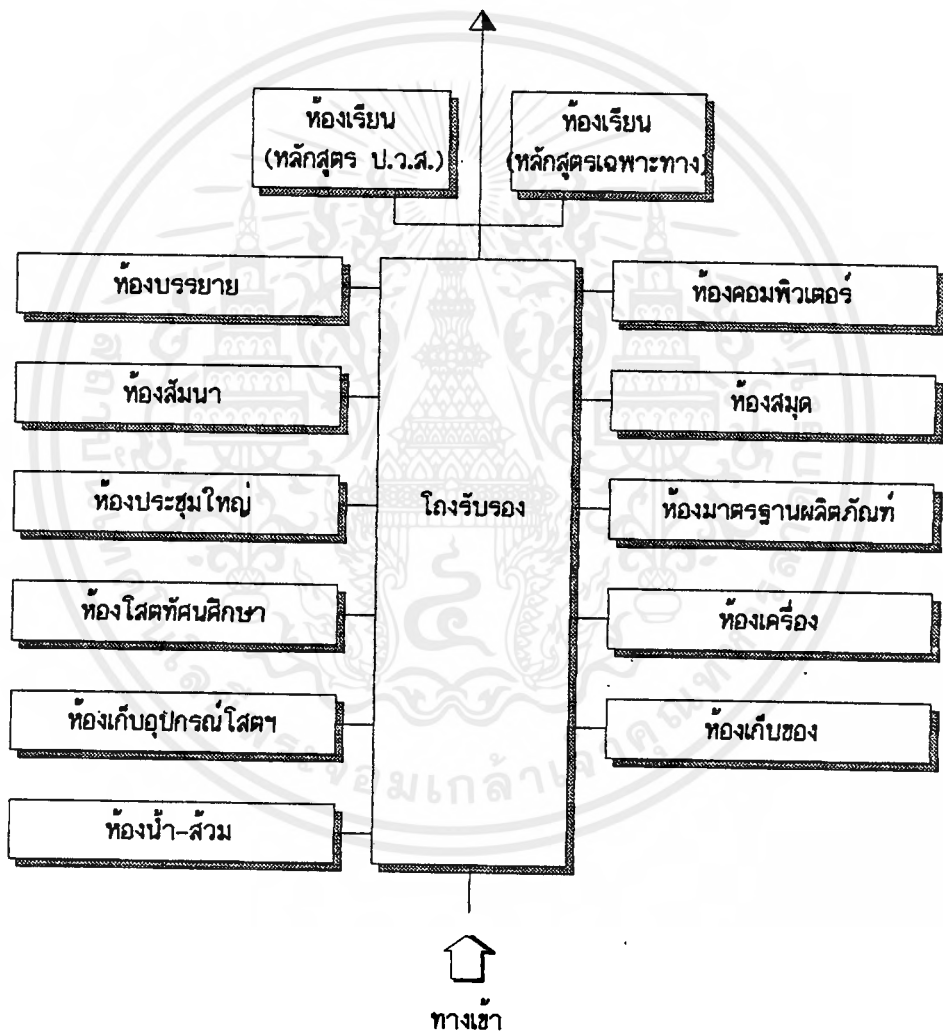 ห้องเรียน
(หลักสูตร ป.ว.ส.)
ห้องเรียน
(หลักสูตรเฉพาะทาง)
ห้องบรรยาย
ห้องคอมพิวเตอร์
ห้องสัมนา
ห้องสมุด
ห้องประชุมใหญ่
โถงรับรอง
ห้องมาตรฐานผลิตภัณฑ์
ห้องโสตทัศนศึกษา
ห้องเครื่อง
ห้องเก็บอุปกรณ์โสตฯ
ห้องเก็บของ
ห้องน้ำ-ส้วม
ทางเข้า